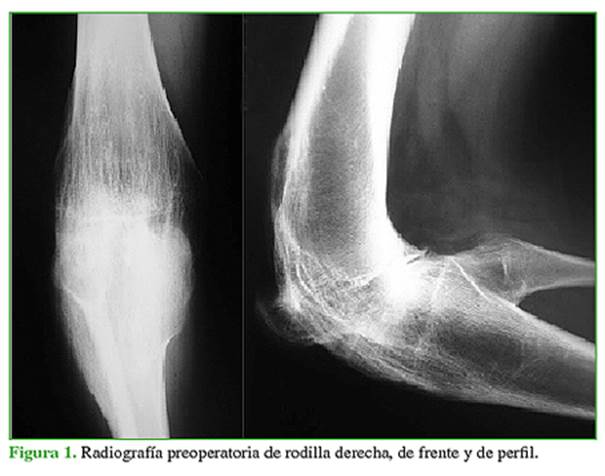 Figura 1. Radiografía preoperatoria de rodilla derecha, de frente y de perfil.